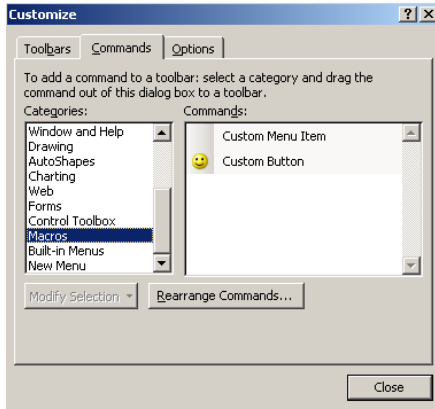 Customize
Toolbars
Commands
Options
To add a command to a toolbar: select a category and drag the
command out of this dialog box to a toolbar.
Categories:
Commands:
Window and Help
Drawing
AutoShapes
Charting
Web
Forms
Control Toolbox
Macros
Built-in Menus
New Menu
Custom Menu Item
Custom Button
Modify Selection
Rearrange Commands...
Close